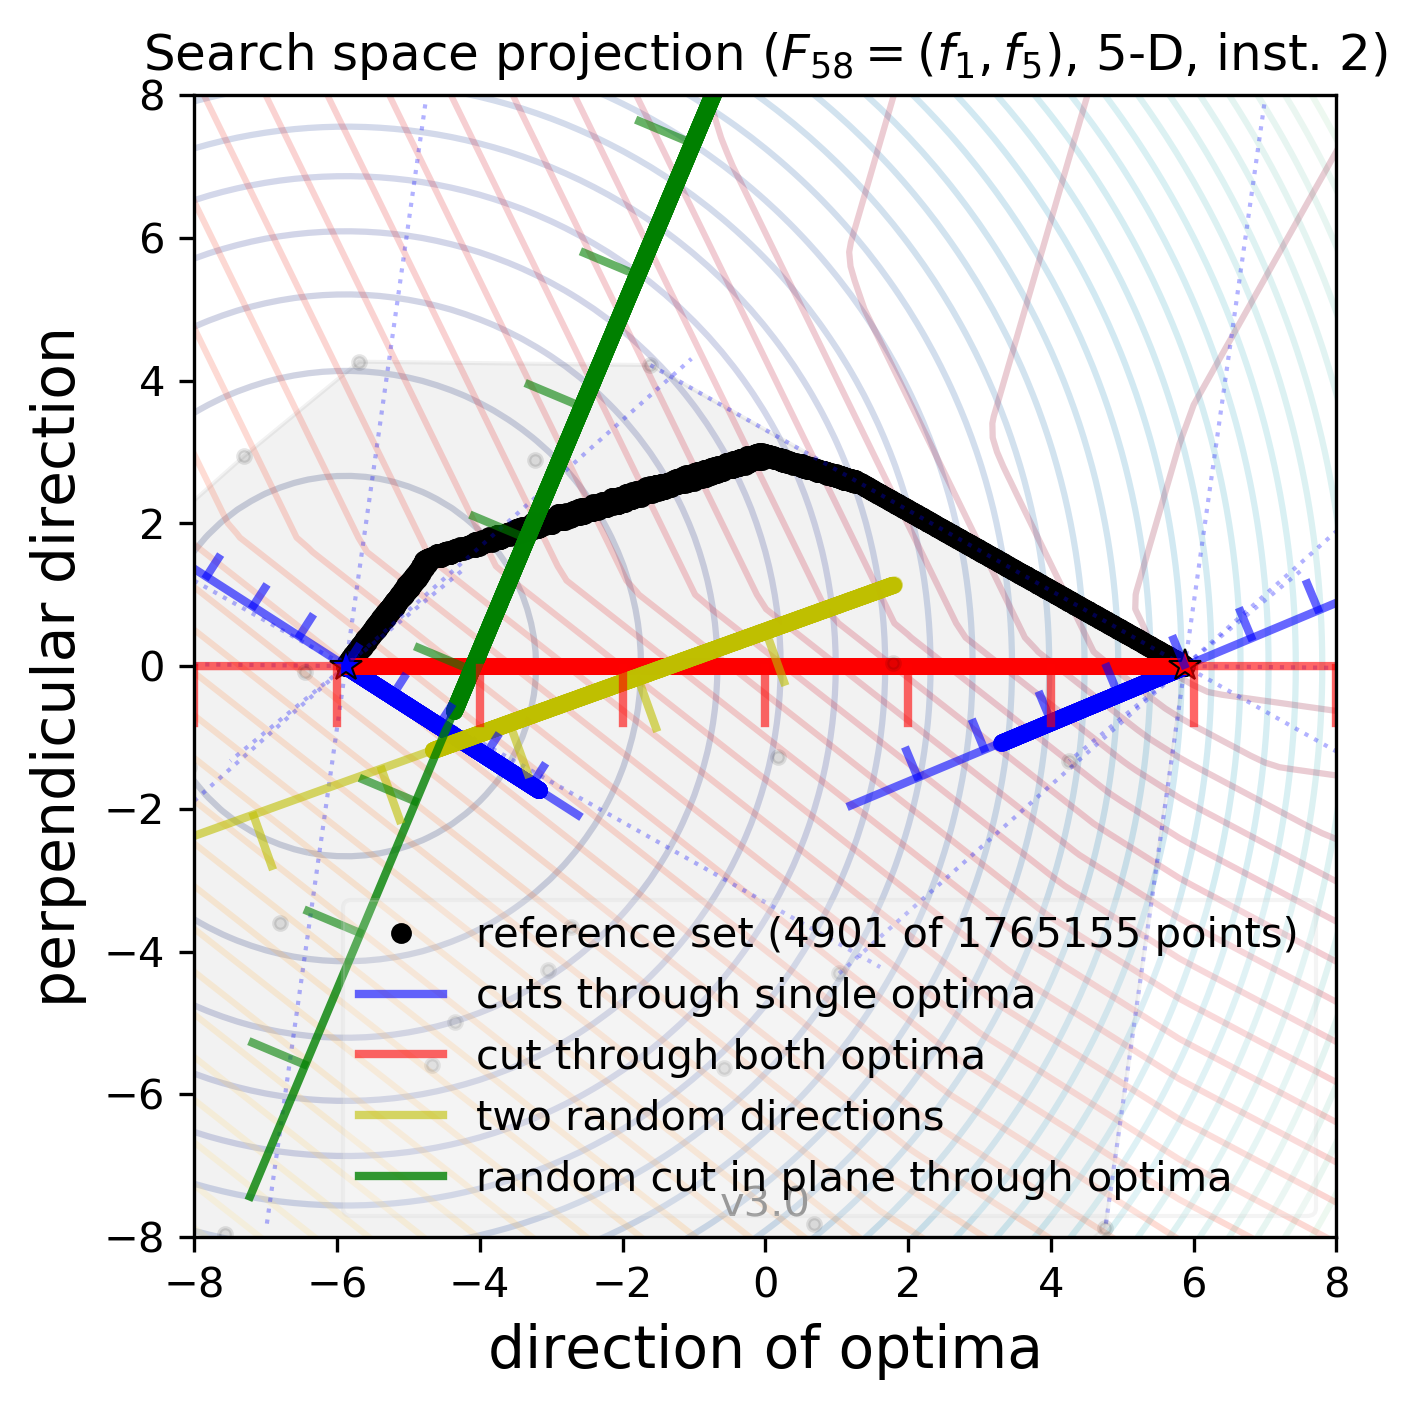 Search space projection (F₅₈ = (f₁, f₅), 5-D, inst. 2)
8
6
4
2
0
−2
−4
−6
−8
perpendicular direction
reference set (4901 of 1765155 points)
cuts through single optima
cut through both optima
two random directions
random cut in plane through optima
v3.0
−8 −6 −4 −2 0 2 4 6 8
direction of optima